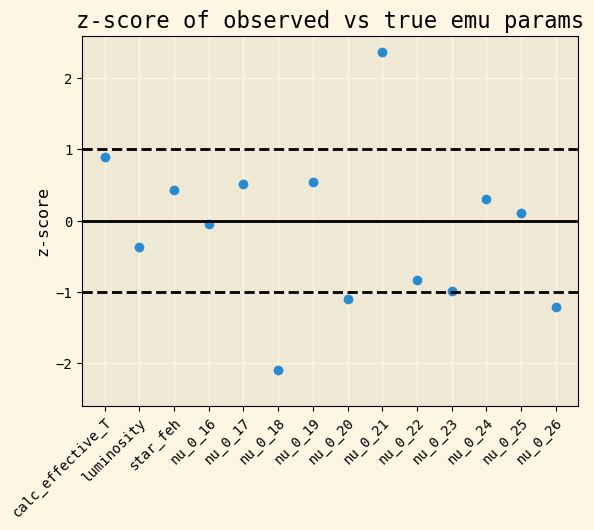 z-score of observed vs true emu params
z-score
2
1
0
−1
−2
calc_effective_T
luminosity
star_feh
nu_0_16
nu_0_17
nu_0_18
nu_0_19
nu_0_20
nu_0_21
nu_0_22
nu_0_23
nu_0_24
nu_0_25
nu_0_26